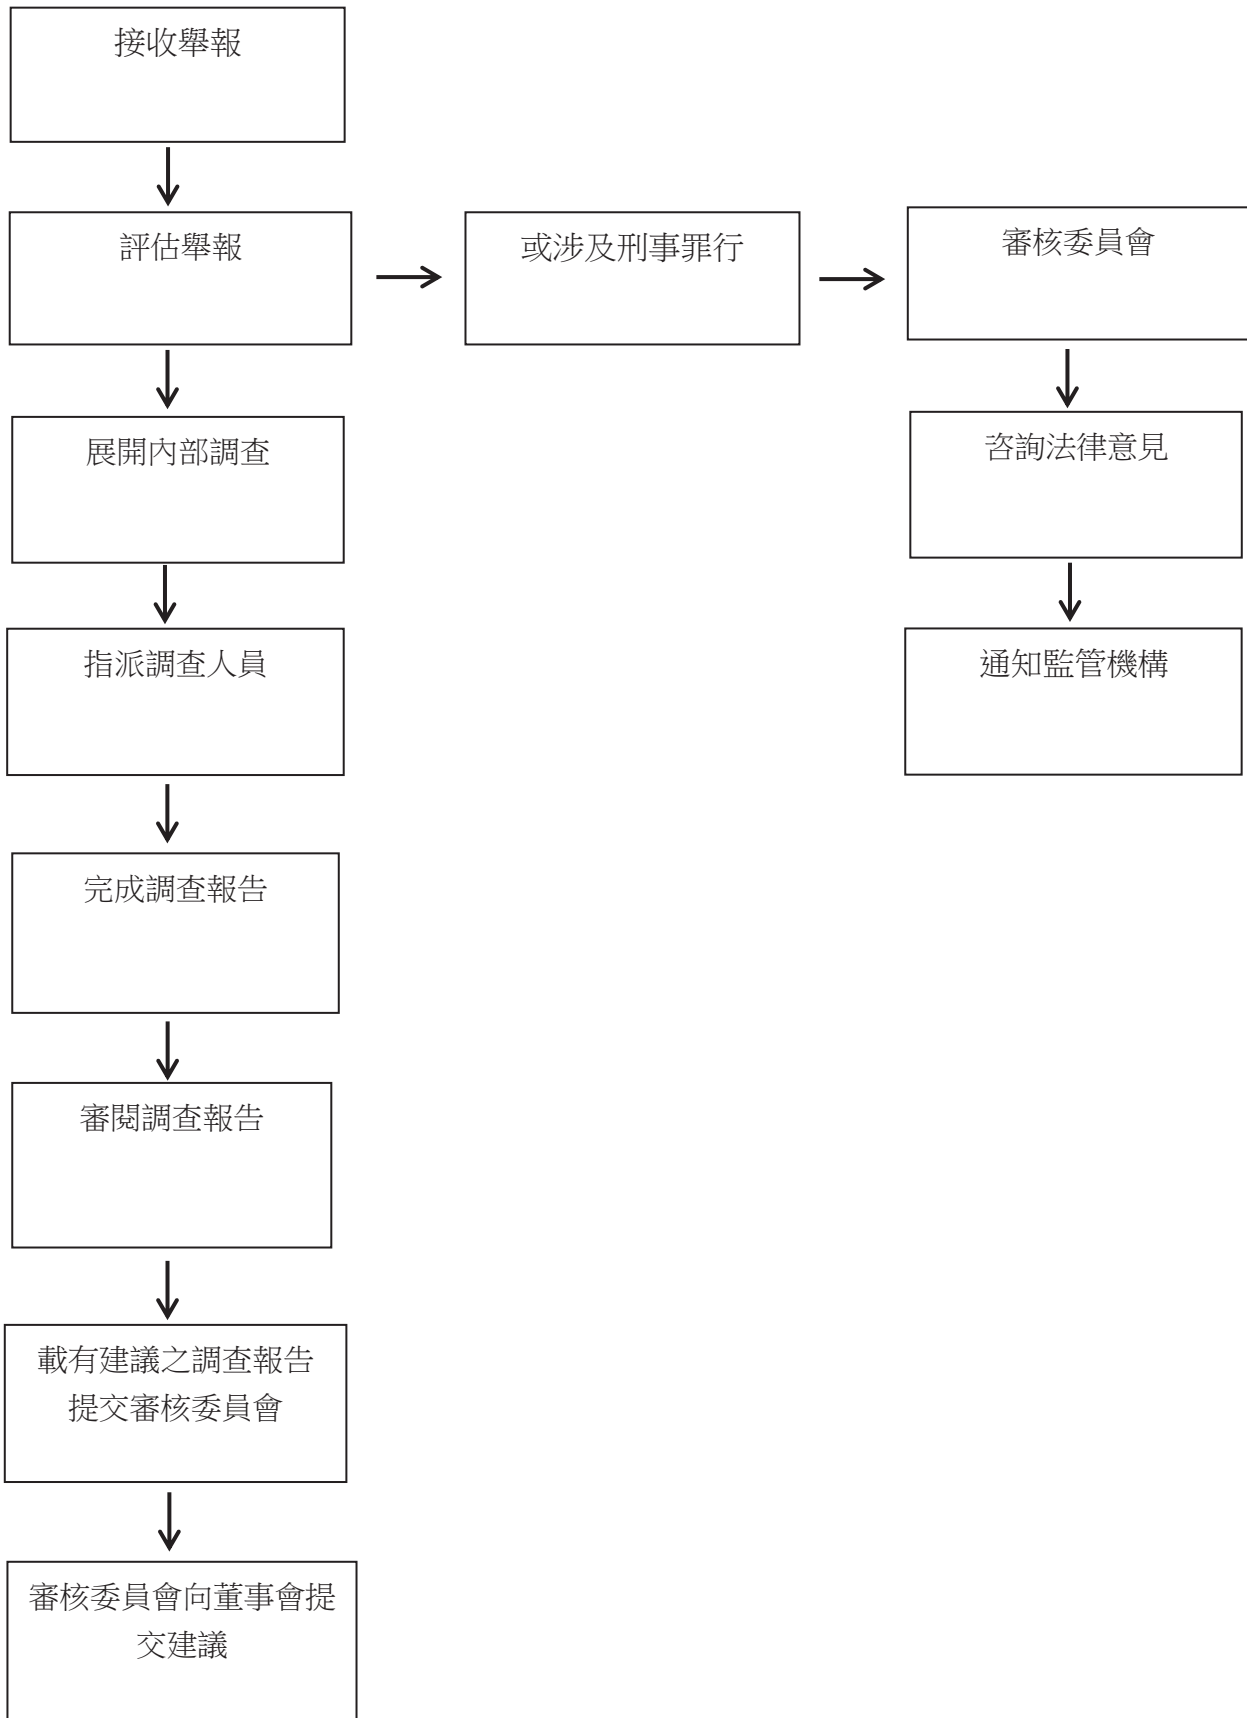 接收舉報
評估舉報
或涉及刑事罪行
審核委員會
展開內部調查
咨詢法律意見
指派調查人員
通知監管機構
完成調查報告
審閱調查報告
載有建議之調查報告
提交審核委員會
審核委員會向董事會提
交建議